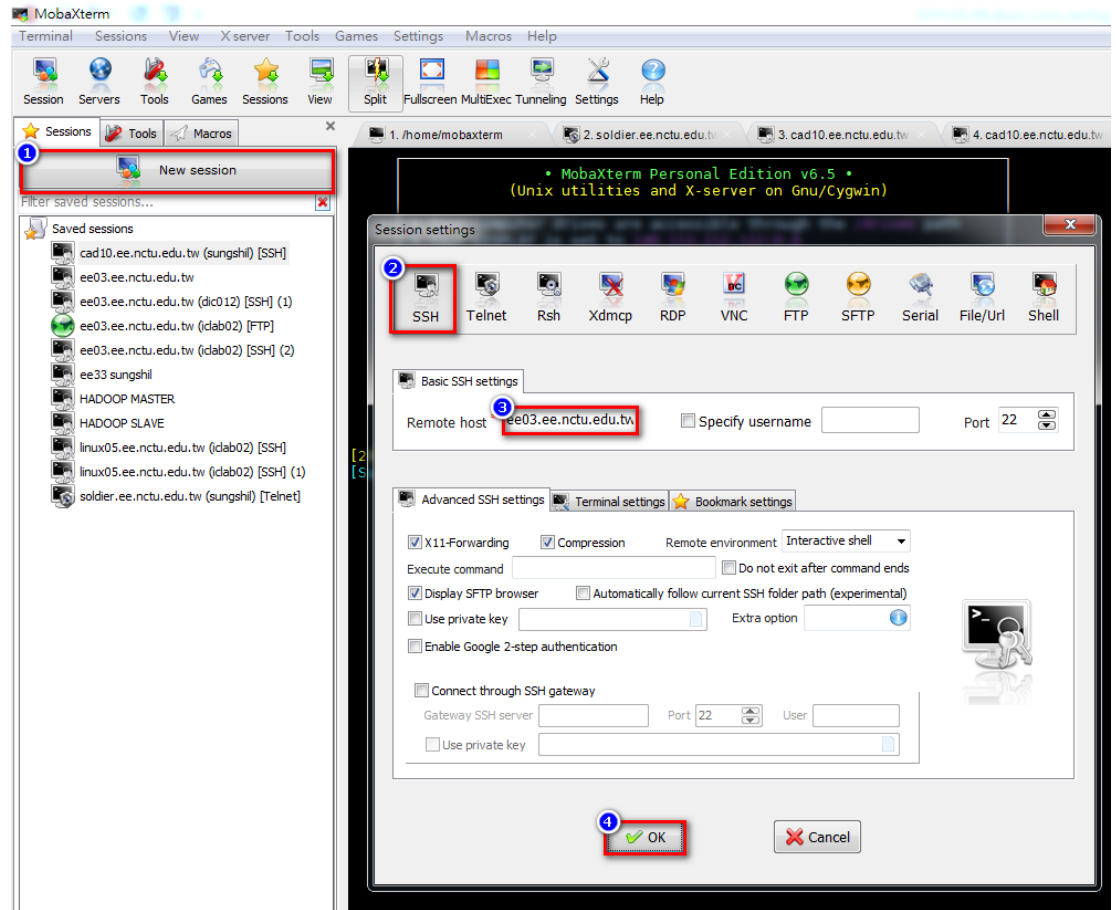 MobaXterm
Terminal Sessions View X server Tools Games Settings Macros Help
Session Servers Tools Games Sessions View Split Fullscreen MultiExec Tunneling Settings Help
Sessions Tools Macros
1. /home/mobaxterm
2. soldier.ee.nctu.edu.tw
3. cad10.ee.nctu.edu.tw
4. cad10.ee.nctu.edu.tw
1
New session
Filter saved sessions...
Saved sessions
cad10.ee.nctu.edu.tw (sungshil) [SSH]
ee03.ee.nctu.edu.tw
ee03.ee.nctu.edu.tw (dic012) [SSH] (1)
ee03.ee.nctu.edu.tw (iclab02) [FTP]
ee03.ee.nctu.edu.tw (iclab02) [SSH] (2)
ee33 sungshil
HADOOP MASTER
HADOOP SLAVE
linux05.ee.nctu.edu.tw (iclab02) [SSH]
linux05.ee.nctu.edu.tw (iclab02) [SSH] (1)
soldier.ee.nctu.edu.tw (sungshil) [Telnet]
• MobaXterm Personal Edition v6.5 •
(Unix utilities and X-server on Gnu/Cygwin)
Session settings
2
SSH Telnet Rsh Xdmcp RDP VNC FTP SFTP Serial File/Url Shell
Basic SSH settings
3
Remote host * ee03.ee.nctu.edu.tw Specify username Port 22
[2
[S
Advanced SSH settings Terminal settings Bookmark settings
X11-Forwarding Compression Remote environment Interactive shell
Execute command Do not exit after command ends
Display SFTP browser Automatically follow current SSH folder path (experimental)
Use private key Extra option
Enable Google 2-step authentication
Connect through SSH gateway
Gateway SSH server Port 22 User
Use private key
4
OK Cancel